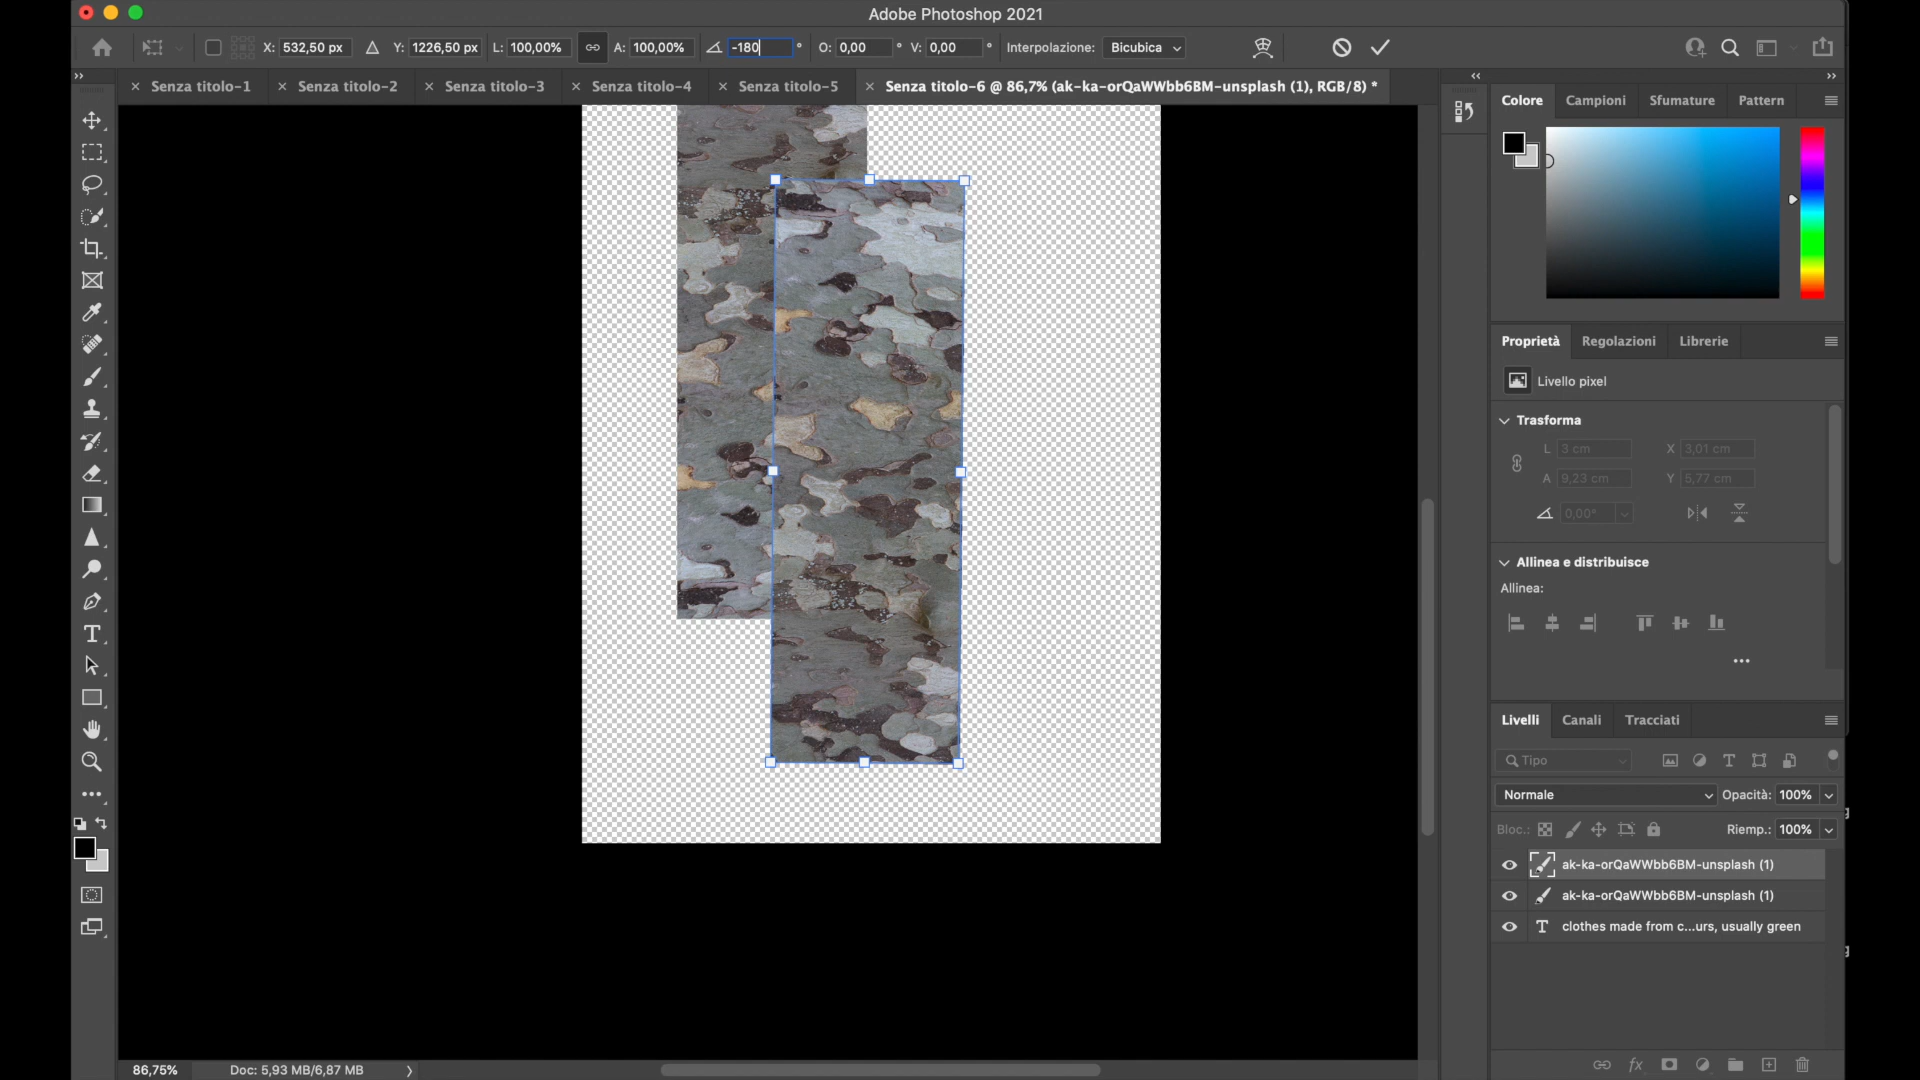 Adobe Photoshop 2021
X: 532,50 px Y: 1226,50 px L: 100,00% A: 100,00% -180 ° O: 0,00 ° V: 0,00 ° Interpolazione: Bicubica
Senza titolo-1
Senza titolo-2
Senza titolo-3
Senza titolo-4
Senza titolo-5
Senza titolo-6 @ 86,7% (ak-ka-orQaWWbb6BM-unsplash (1), RGB/8) *
Colore Campioni Sfumature Pattern
Proprietà Regolazioni Librerie
Livello pixel
Trasforma
L 3 cm X 3,01 cm
A 9,23 cm Y 5,77 cm
0,00°
Allinea e distribuisce
Allinea:
Livelli Canali Tracciati
Tipo
Normale Opacità: 100%
Bloc.: Riemp.: 100%
ak-ka-orQaWWbb6BM-unsplash (1)
ak-ka-orQaWWbb6BM-unsplash (1)
clothes made from c...urs, usually green
86,75% Doc: 5,93 MB/6,87 MB